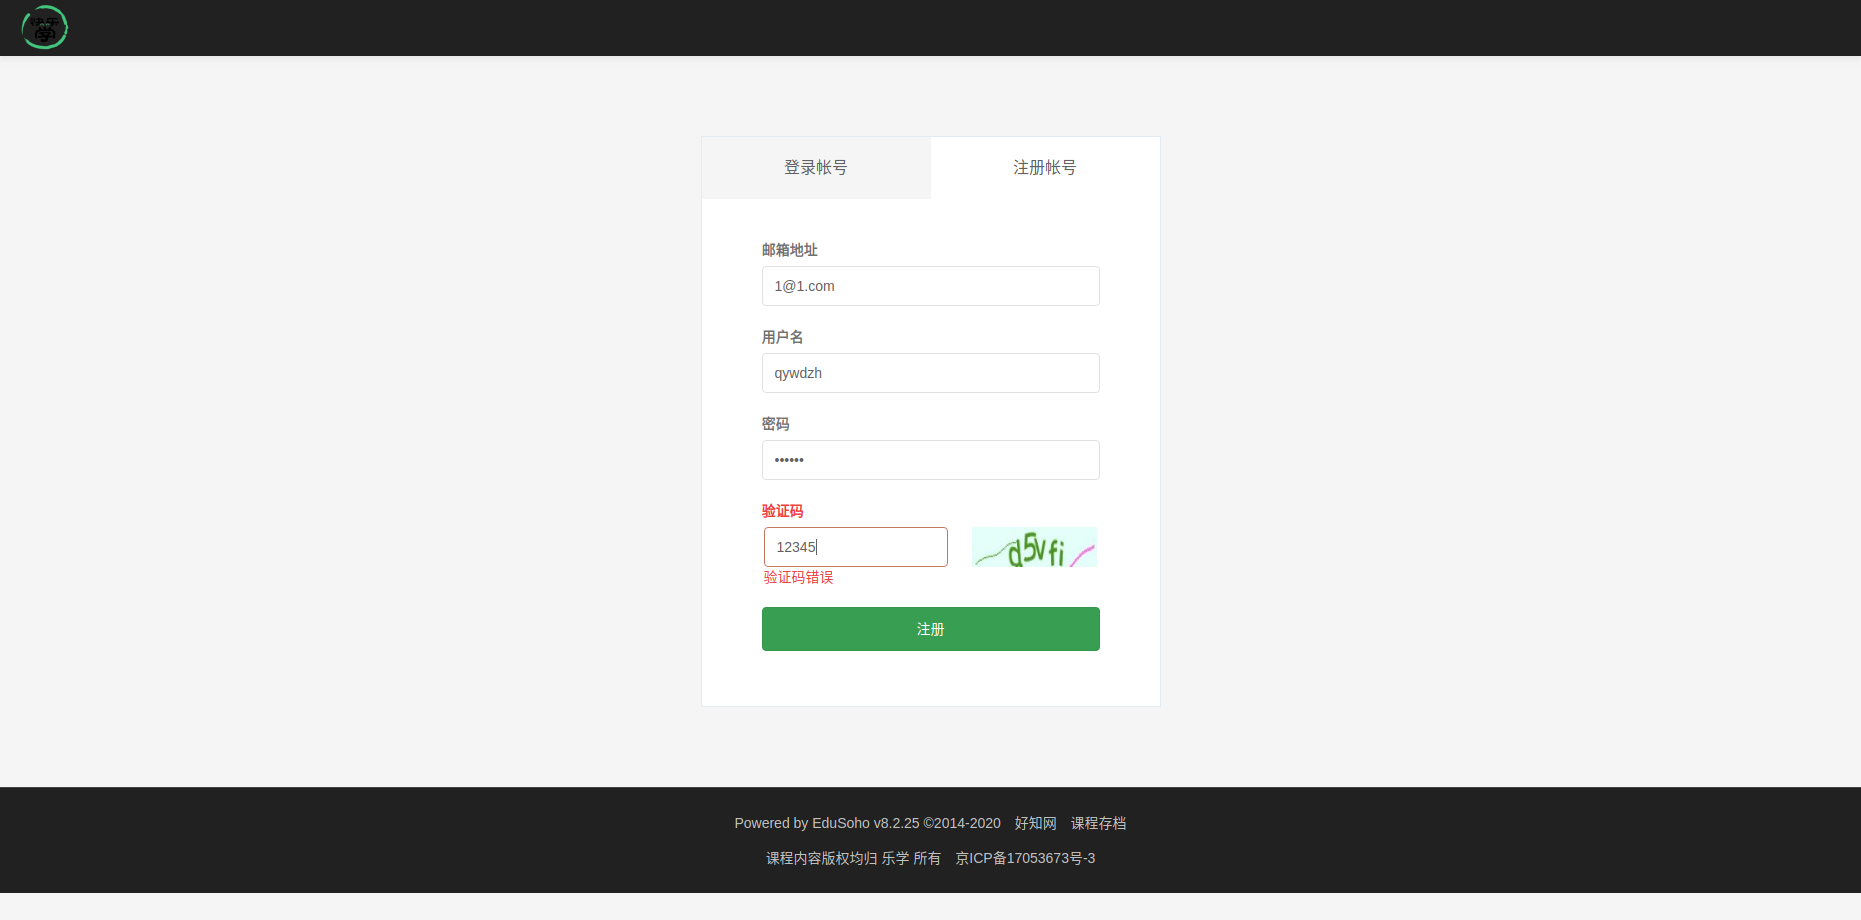 快乐
學
登录帐号 注册帐号
邮箱地址
1@1.com
用户名
qywdzh
密码
••••••
验证码
12345 d5vfi
验证码错误
注册
Powered by EduSoho v8.2.25 ©2014-2020 好知网 课程存档
课程内容版权均归 乐学 所有 京ICP备17053673号-3